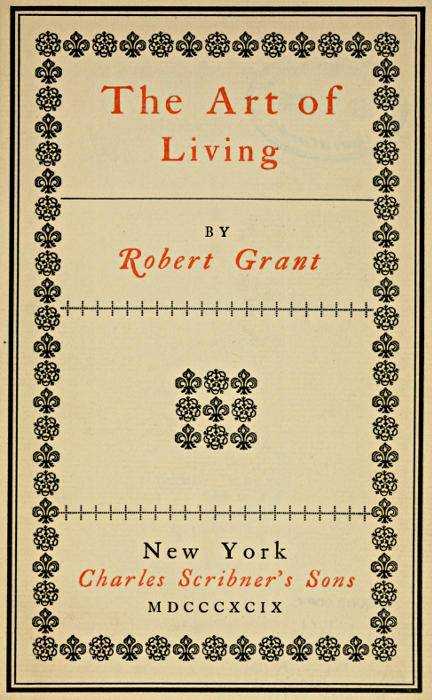 The Art of
Living
BY
Robert Grant
New York
Charles Scribner's Sons
MDCCCXCIX